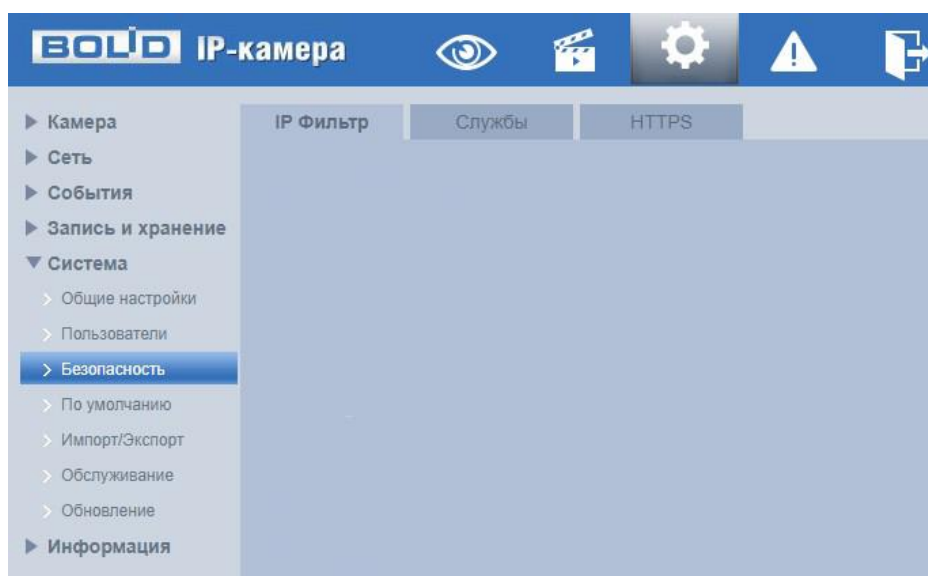 BOLID IP-камера
IP Фильтр Службы HTTPS
Камера
Сеть
События
Запись и хранение
Система
Общие настройки
Пользователи
Безопасность
По умолчанию
Импорт/Экспорт
Обслуживание
Обновление
Информация